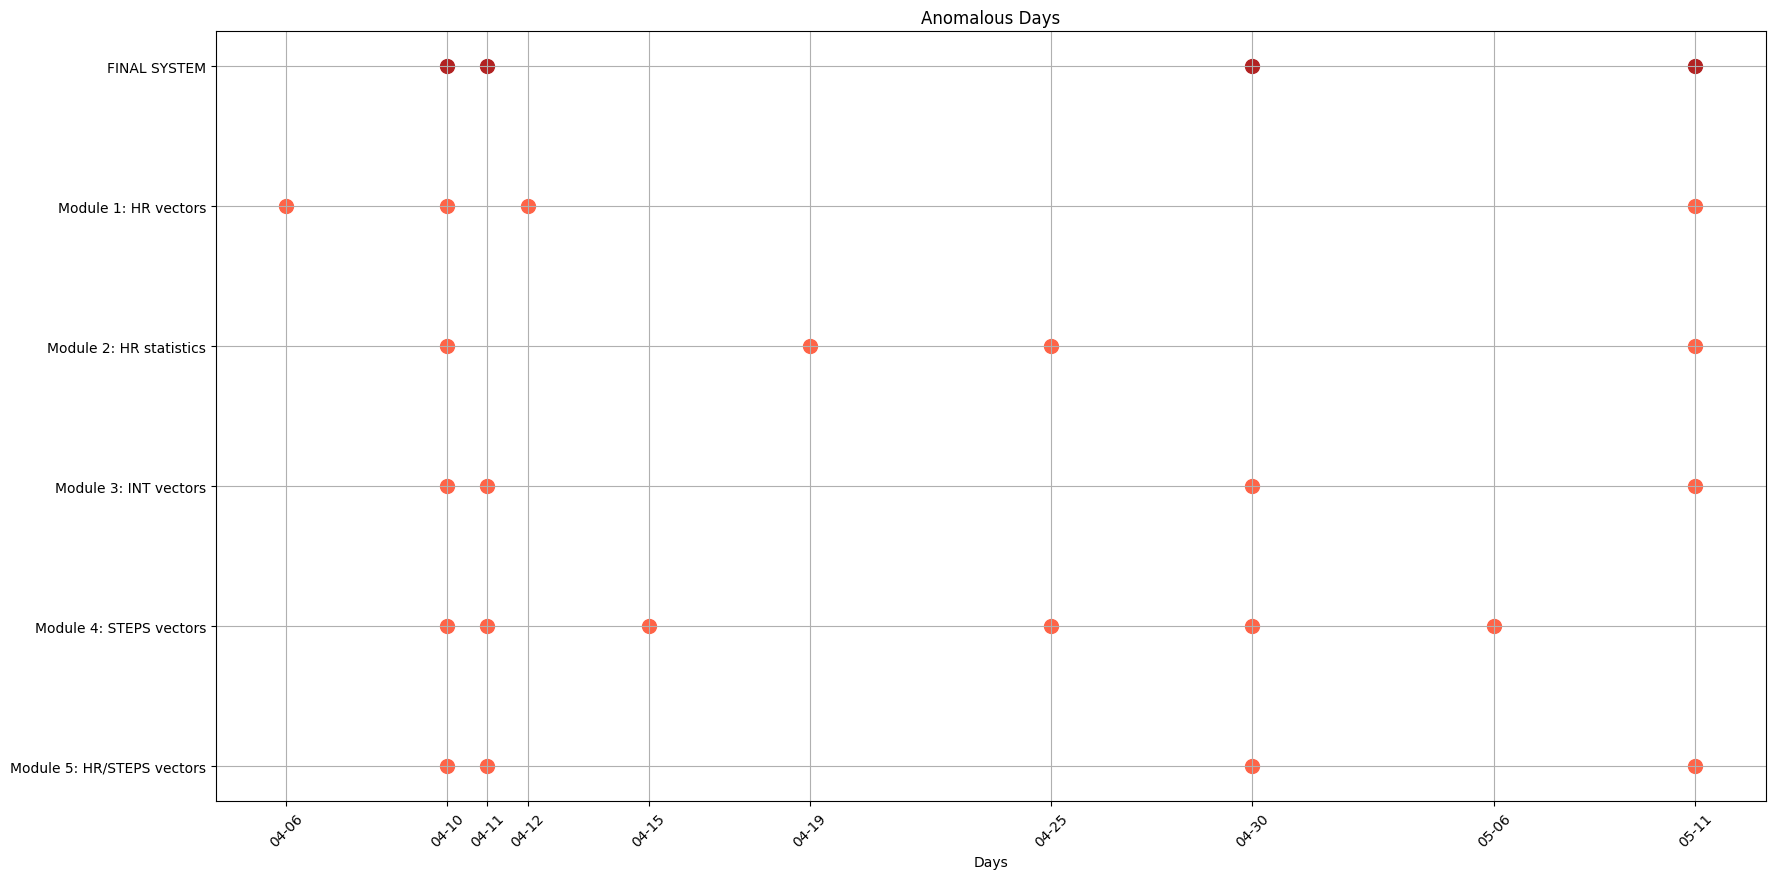 Anomalous Days
FINAL SYSTEM
Module 1: HR vectors
Module 2: HR statistics
Module 3: INT vectors
Module 4: STEPS vectors
Module 5: HR/STEPS vectors
04-06
04-10
04-11
04-12
04-15
04-19
04-25
04-30
05-06
05-11
Days